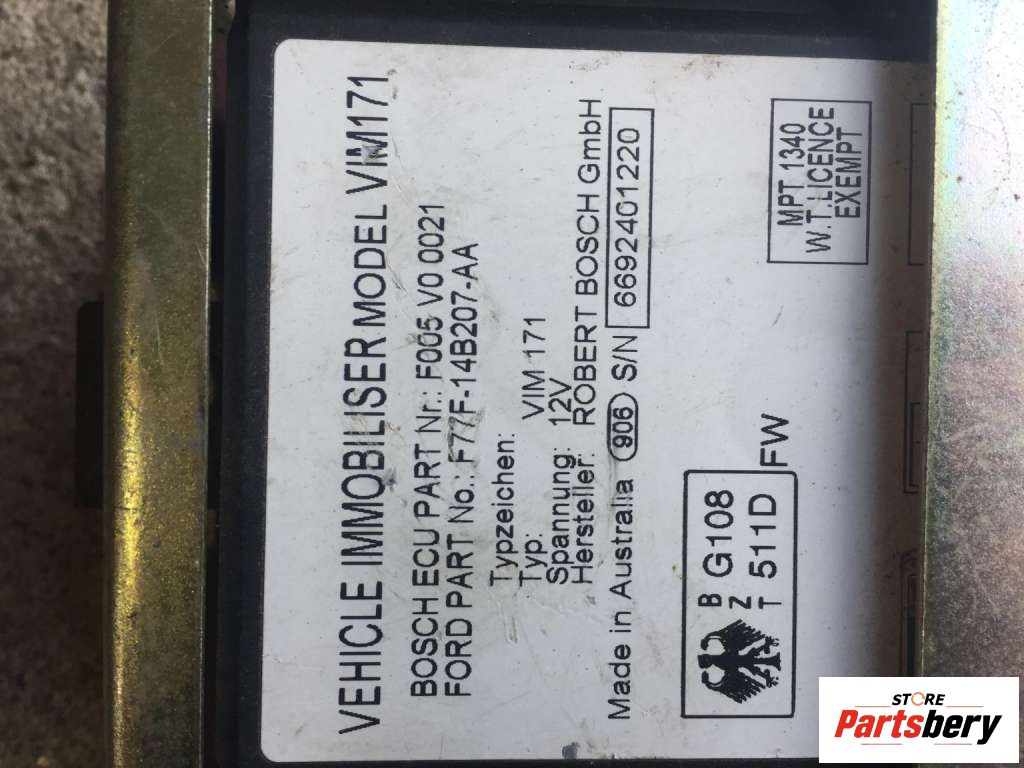 VEHICLE IMMOBILISER MODEL VIM171
BOSCH ECU PART Nr.: F005 V0 0021
FORD PART No.: F77F-14B207-AA
Typzeichen:
Typ: VIM 171
Spannung: 12V
Hersteller: ROBERT BOSCH GmbH
Made in Australia 906 S/N 6692401220
B
Z G108
T 511D
FW
MPT 1340
W.T.LICENCE
EXEMPT
STORE
Partsbery